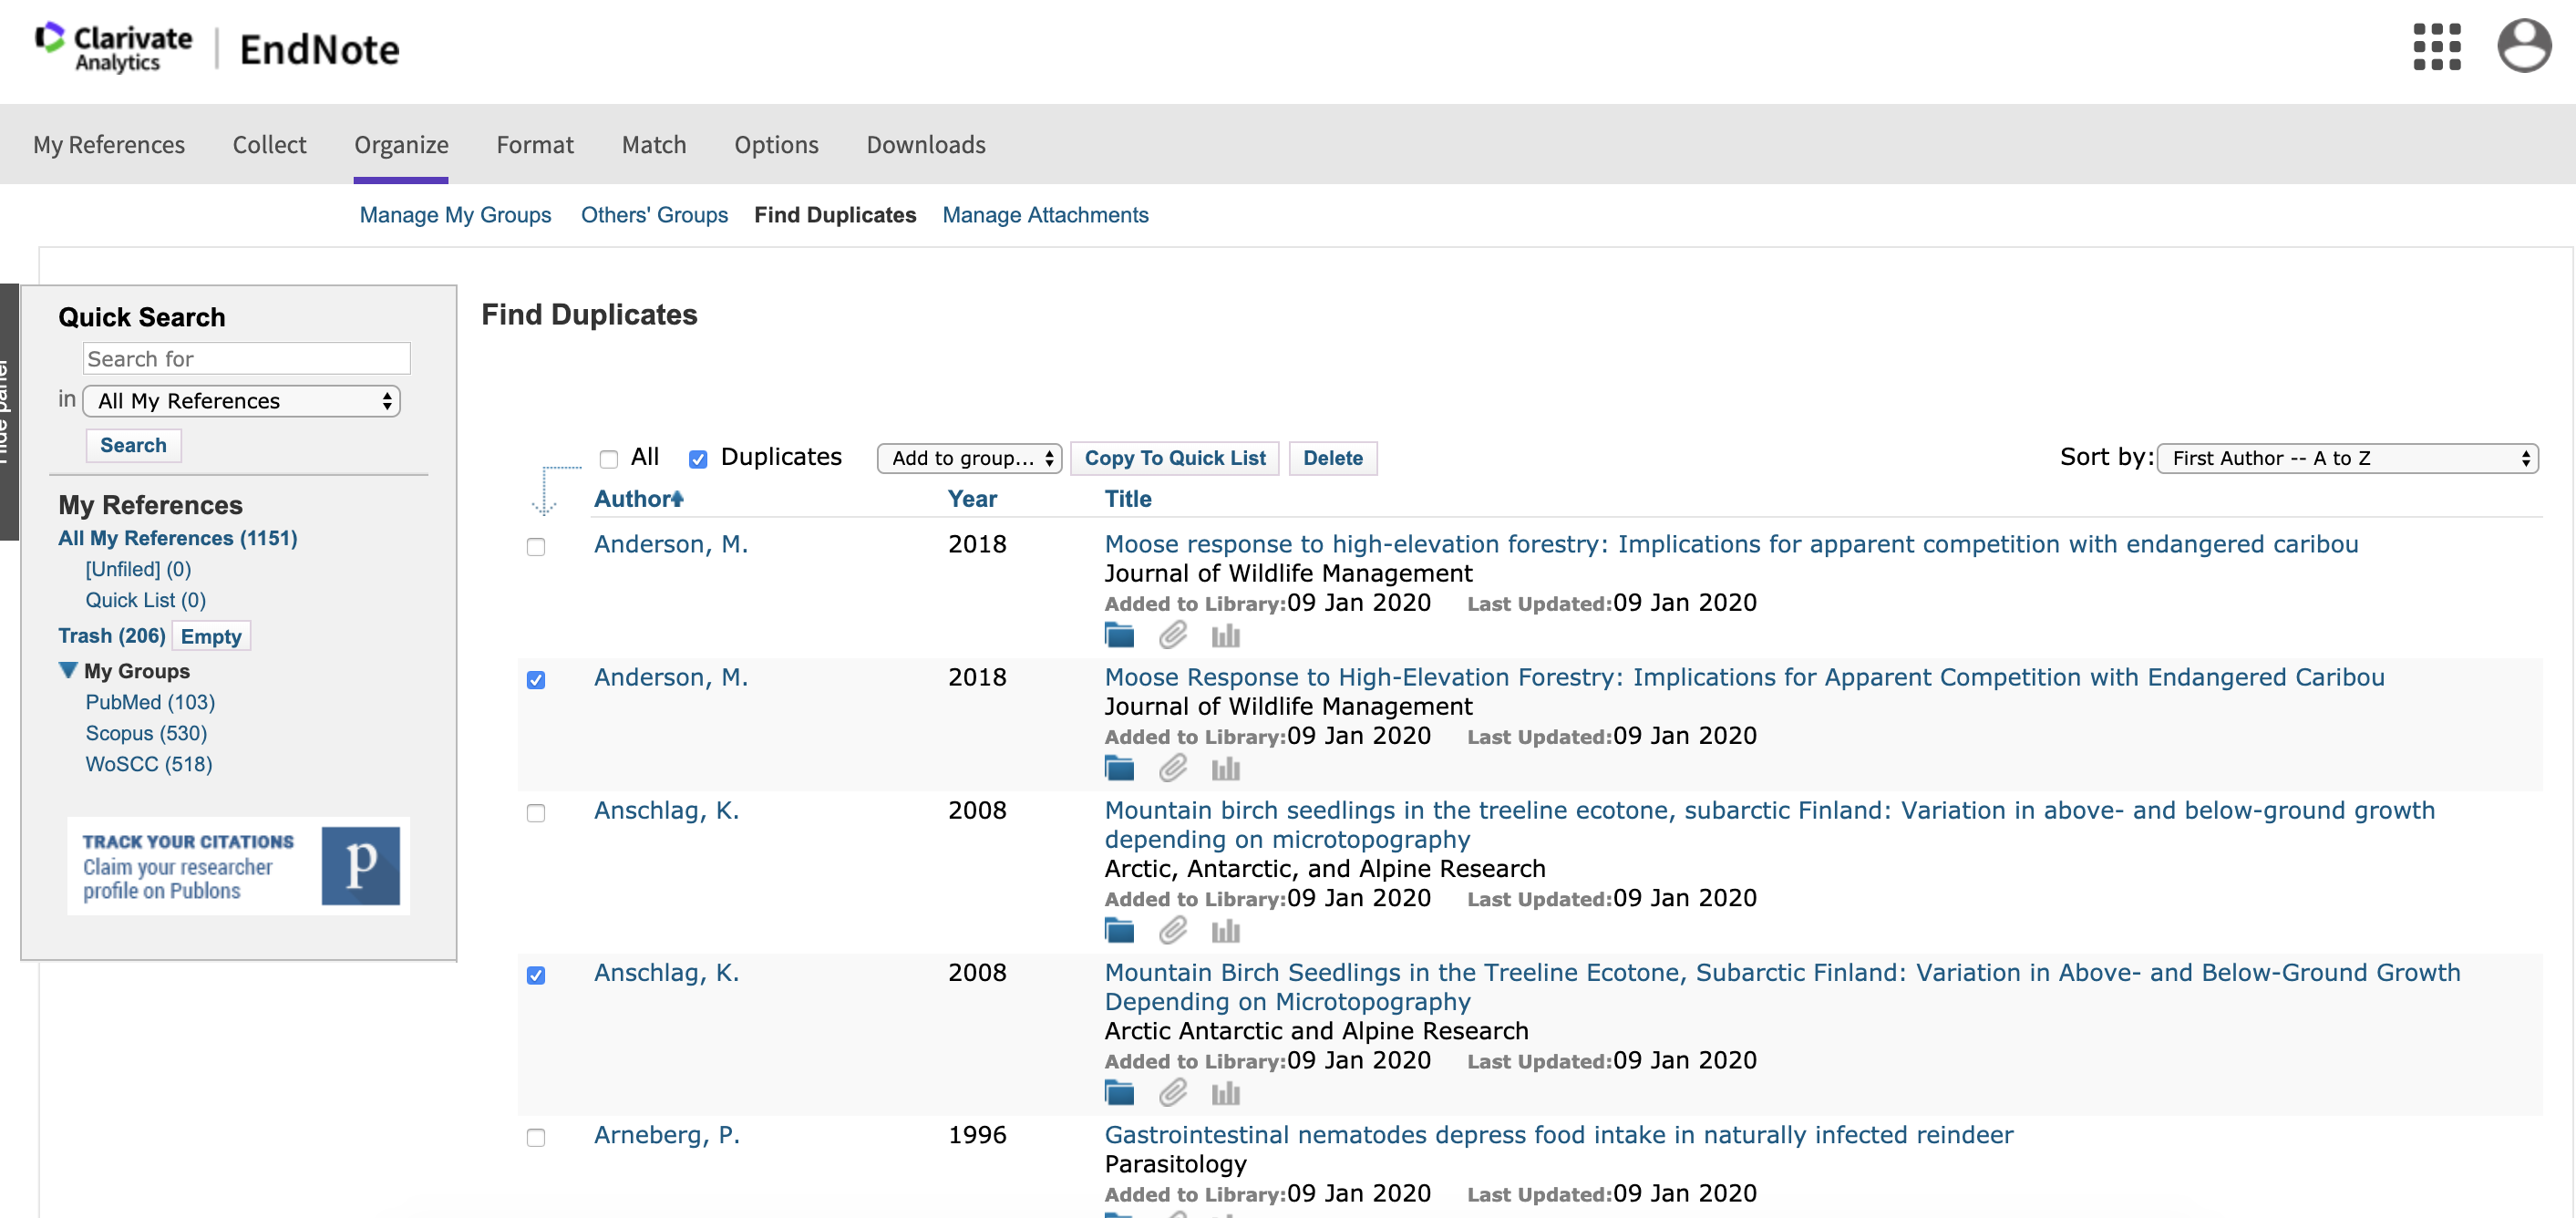 Clarivate Analytics | EndNote
My References Collect Organize Format Match Options Downloads
Manage My Groups Others' Groups Find Duplicates Manage Attachments
Hide panel
Quick Search
Search for
in All My References
Search
My References
All My References (1151)
[Unfiled] (0)
Quick List (0)
Trash (206) Empty
My Groups
PubMed (103)
Scopus (530)
WoSCC (518)
TRACK YOUR CITATIONS
Claim your researcher
profile on Publons
p
Find Duplicates
All Duplicates Add to group... Copy To Quick List Delete Sort by: First Author -- A to Z
Author Year Title
Anderson, M. 2018 Moose response to high-elevation forestry: Implications for apparent competition with endangered caribou
Journal of Wildlife Management
Added to Library:09 Jan 2020 Last Updated:09 Jan 2020
Anderson, M. 2018 Moose Response to High-Elevation Forestry: Implications for Apparent Competition with Endangered Caribou
Journal of Wildlife Management
Added to Library:09 Jan 2020 Last Updated:09 Jan 2020
Anschlag, K. 2008 Mountain birch seedlings in the treeline ecotone, subarctic Finland: Variation in above- and below-ground growth
depending on microtopography
Arctic, Antarctic, and Alpine Research
Added to Library:09 Jan 2020 Last Updated:09 Jan 2020
Anschlag, K. 2008 Mountain Birch Seedlings in the Treeline Ecotone, Subarctic Finland: Variation in Above- and Below-Ground Growth
Depending on Microtopography
Arctic Antarctic and Alpine Research
Added to Library:09 Jan 2020 Last Updated:09 Jan 2020
Arneberg, P. 1996 Gastrointestinal nematodes depress food intake in naturally infected reindeer
Parasitology
Added to Library:09 Jan 2020 Last Updated:09 Jan 2020